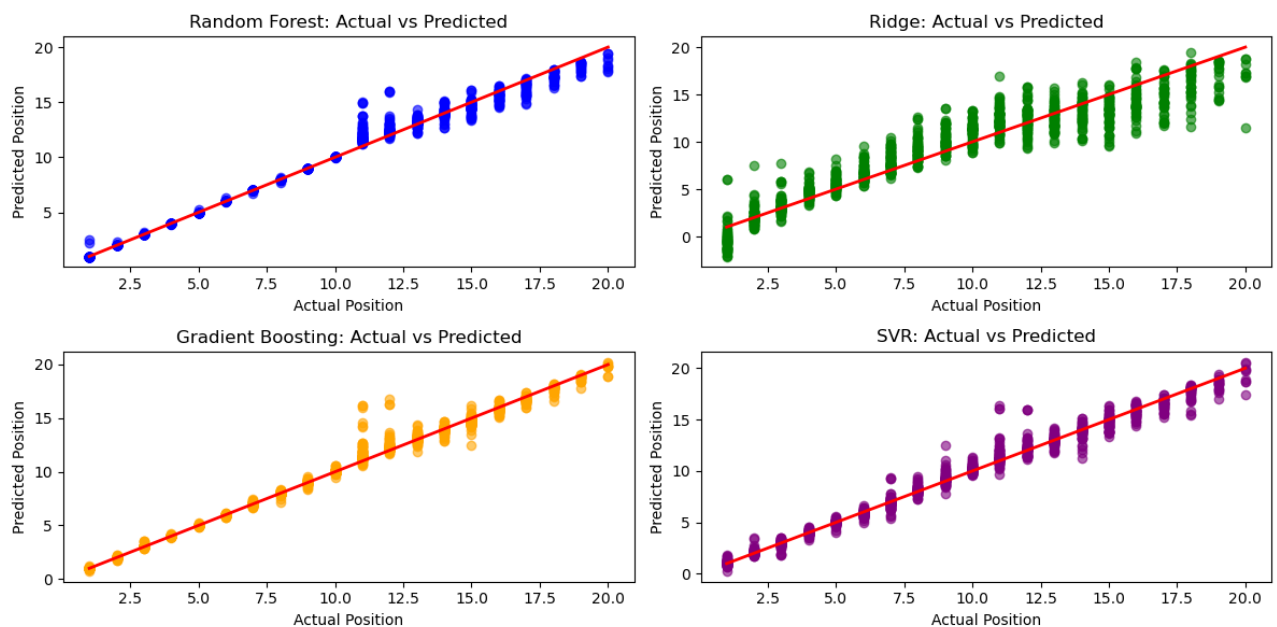 Random Forest: Actual vs Predicted
Predicted Position
20
15
10
5
2.5 5.0 7.5 10.0 12.5 15.0 17.5 20.0
Actual Position
Ridge: Actual vs Predicted
Predicted Position
20
15
10
5
0
2.5 5.0 7.5 10.0 12.5 15.0 17.5 20.0
Actual Position
Gradient Boosting: Actual vs Predicted
Predicted Position
20
15
10
5
0
2.5 5.0 7.5 10.0 12.5 15.0 17.5 20.0
Actual Position
SVR: Actual vs Predicted
Predicted Position
20
15
10
5
0
2.5 5.0 7.5 10.0 12.5 15.0 17.5 20.0
Actual Position